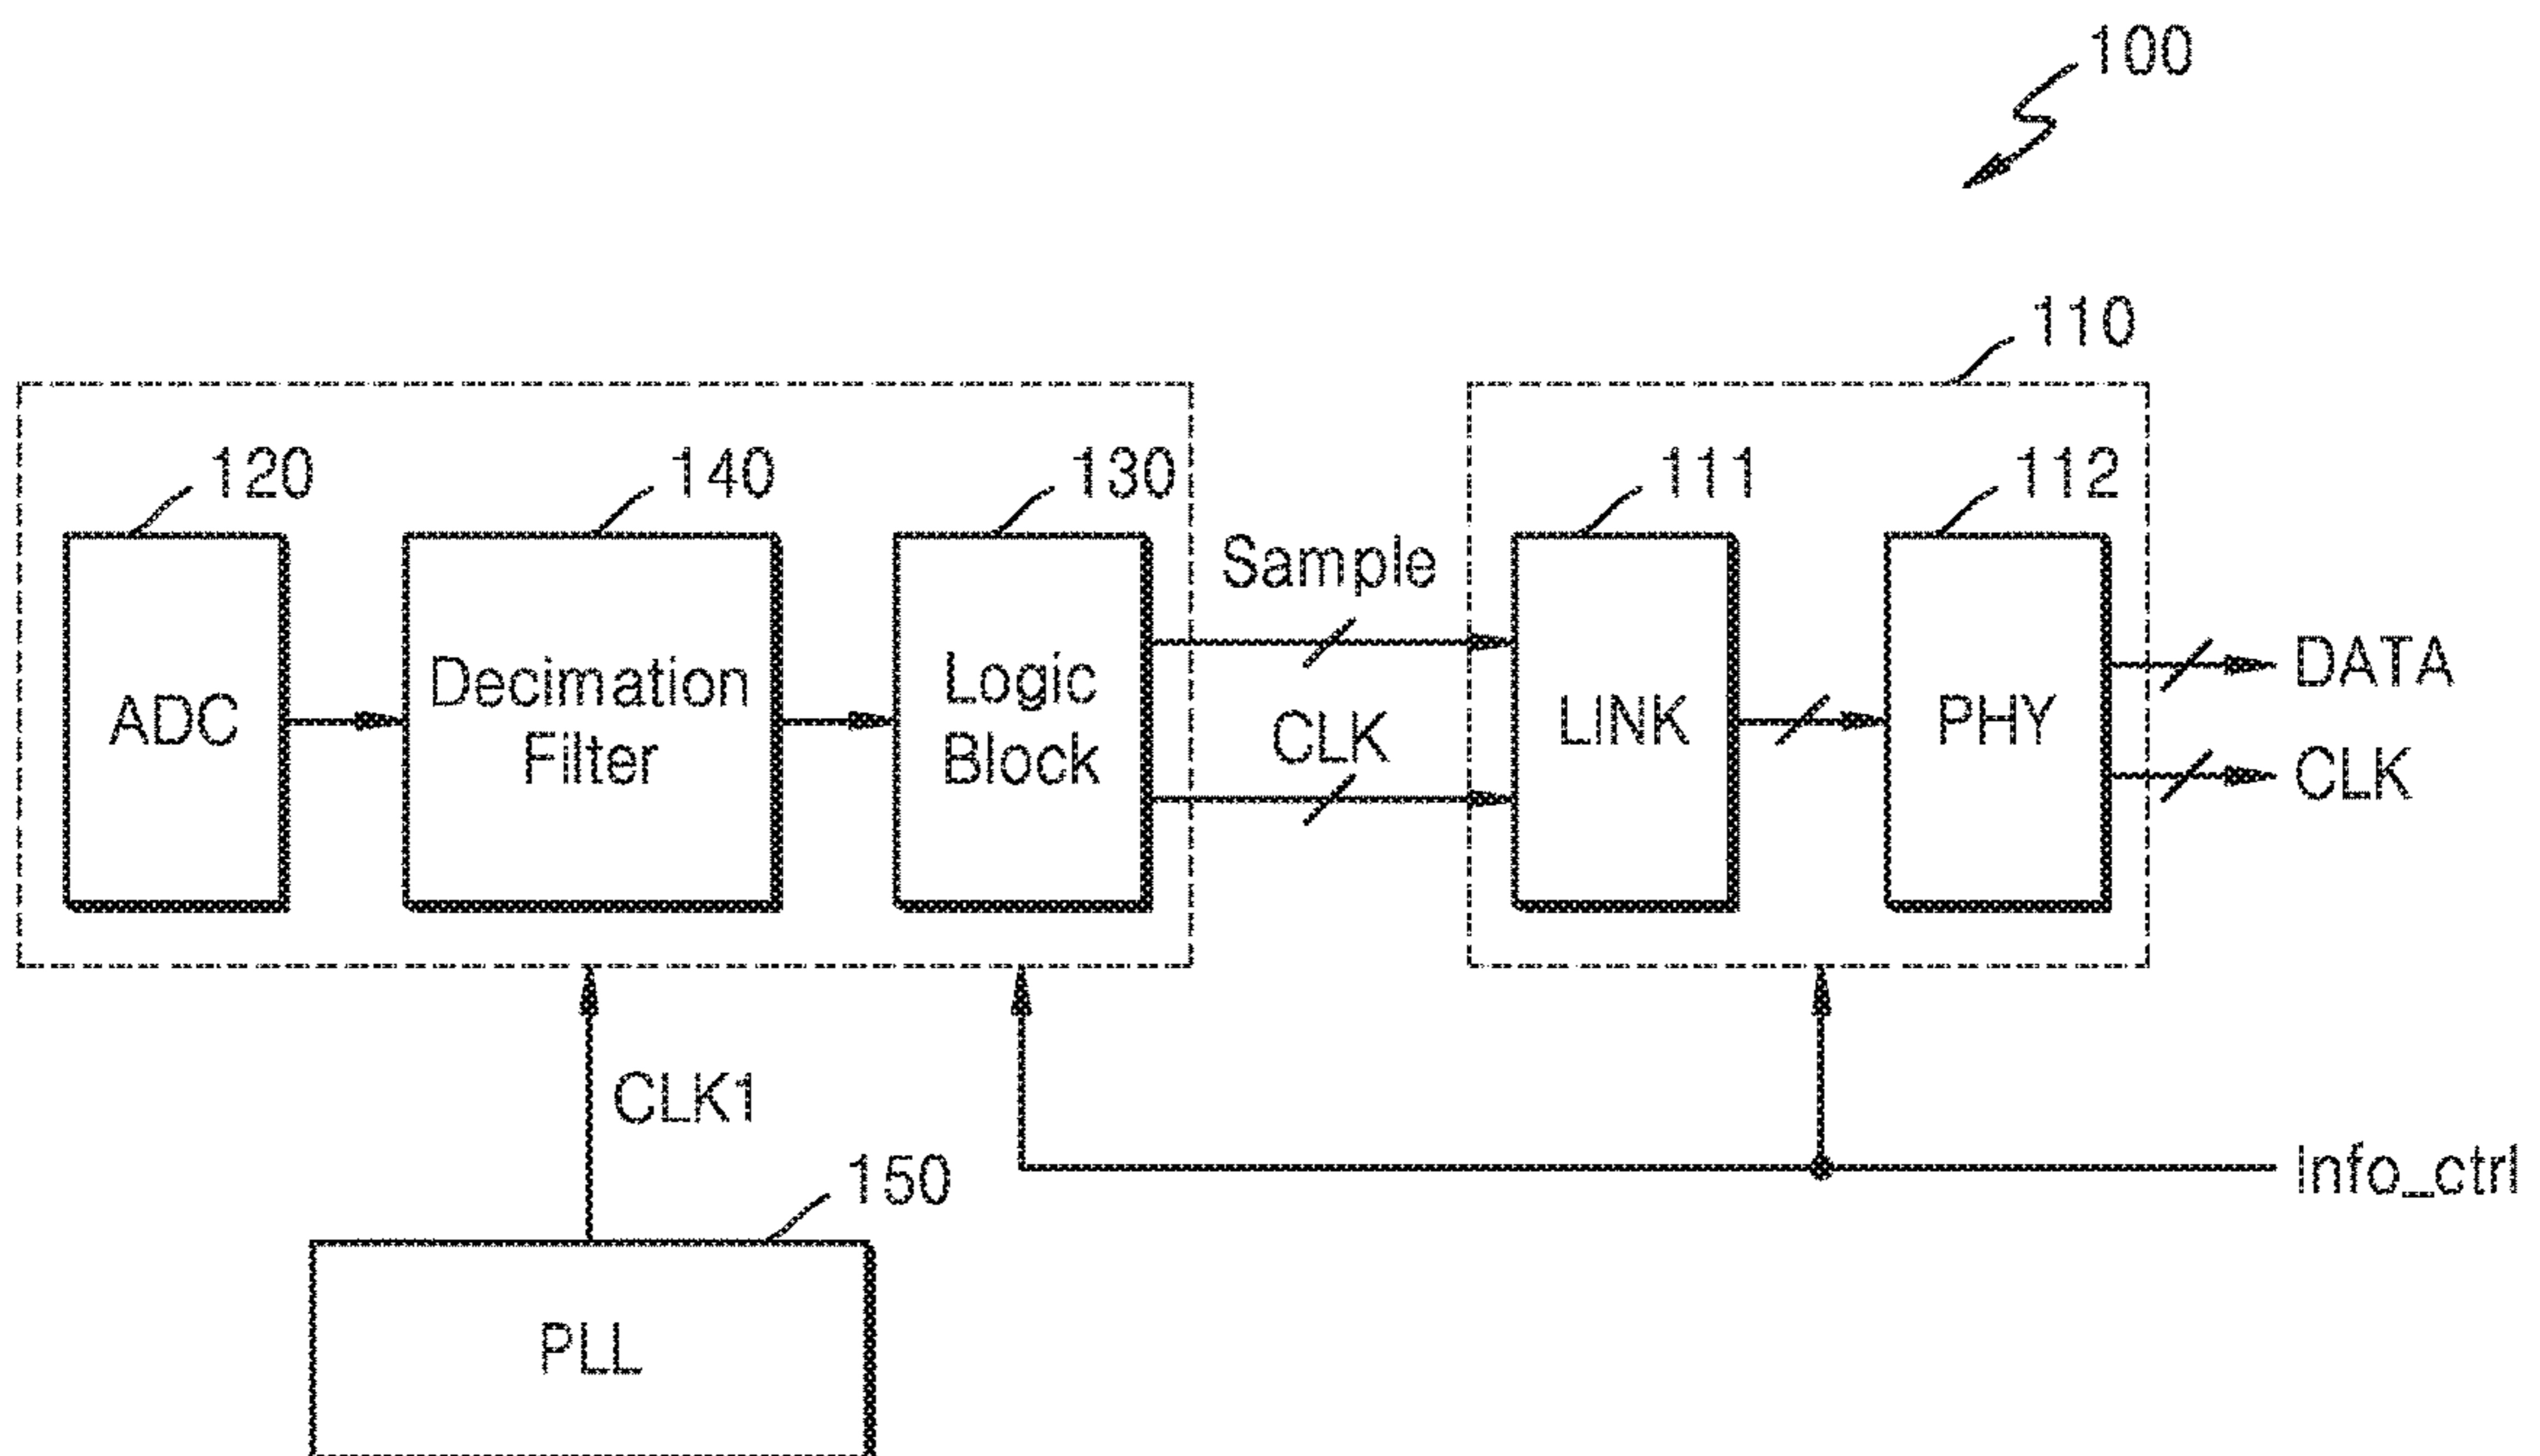 100
110
120
140
130
111
112
Sample
ADC
Decimation
Filter
Logic
Block
CLK
LINK
PHY
DATA
CLK
CLK1
150
Info_ctrl
PLL